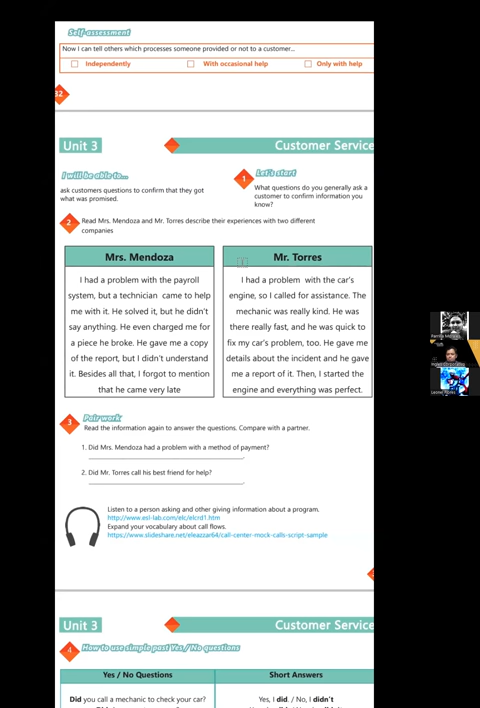 Self-assessment
Now I can tell others which processes someone provided or not to a customer...
Independently
With occasional help
Only with help
32
Unit 3
Customer Service
I will be able to...
ask customers questions to confirm that they got
what was promised.
1
Let's start
What questions do you generally ask a
customer to confirm information you
know?
2
Read Mrs. Mendoza and Mr. Torres describe their experiences with two different
companies
Mrs. Mendoza
I had a problem with the payroll
system, but a technician came to help
me with it. He solved it, but he didn't
say anything. He even charged me for
a piece he broke. He gave me a copy
of the report, but I didn't understand
it. Besides all that, I forgot to mention
that he came very late
Mr. Torres
I had a problem with the car's
engine, so I called for assistance. The
mechanic was really kind. He was
there really fast, and he was quick to
fix my car's problem, too. He gave me
details about the incident and he gave
me a report of it. Then, I started the
engine and everything was perfect.
3
Pair work
Read the information again to answer the questions. Compare with a partner.
1. Did Mrs. Mendoza had a problem with a method of payment?
2. Did Mr. Torres call his best friend for help?
Listen to a person asking and other giving information about a program.
http://www.esl-lab.com/elc/elcrd1.htm
Expand your vocabulary about call flows.
https://www.slideshare.net/eleazzar64/call-center-mock-calls-script-sample
Unit 3
Customer Service
4
How to use simple past Yes / No questions
Yes / No Questions
Short Answers
Did you call a mechanic to check your car?
Yes, I did. / No, I didn't